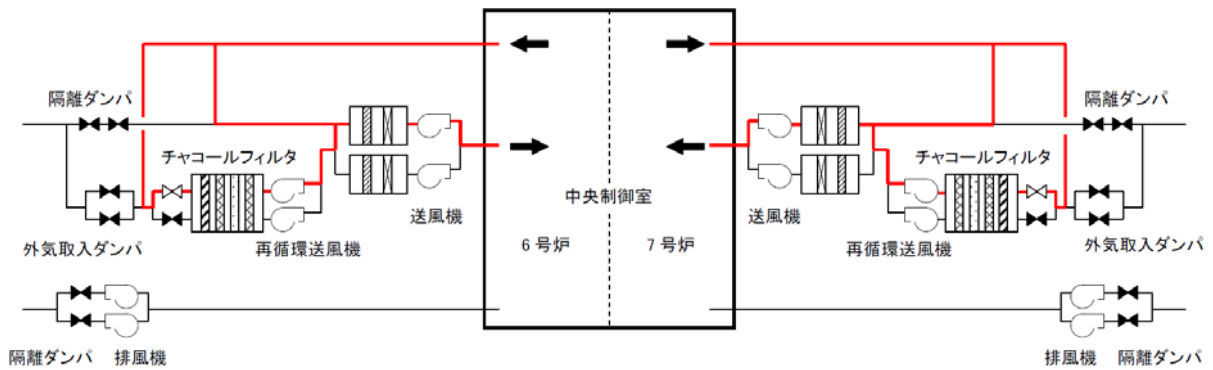 隔離ダンパ
隔離ダンパ
チャコールフィルタ
チャコールフィルタ
中央制御室
送風機
送風機
6号炉
7号炉
外気取入ダンパ
再循環送風機
再循環送風機
外気取入ダンパ
隔離ダンパ
排風機
排風機
隔離ダンパ